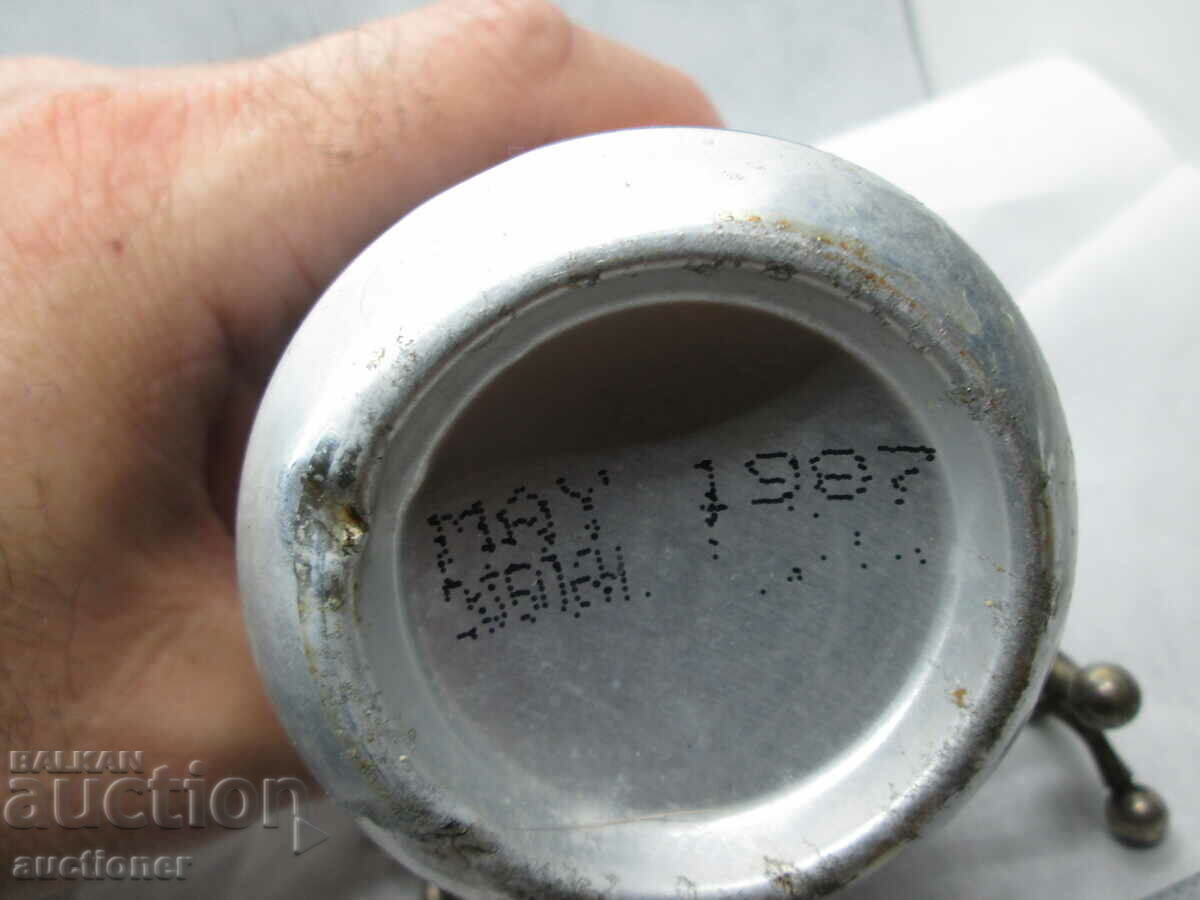 MAY 1987
BALKAN
auction
auctioner